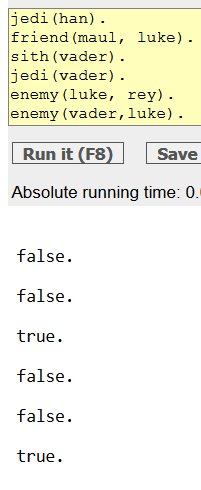 jedi(han).
friend(maul, luke).
sith(vader).
jedi(vader).
enemy(luke, rey).
enemy(vader,luke).
Run it (F8)
Save
Absolute running time: 0.
false.
false.
true.
false.
false.
true.